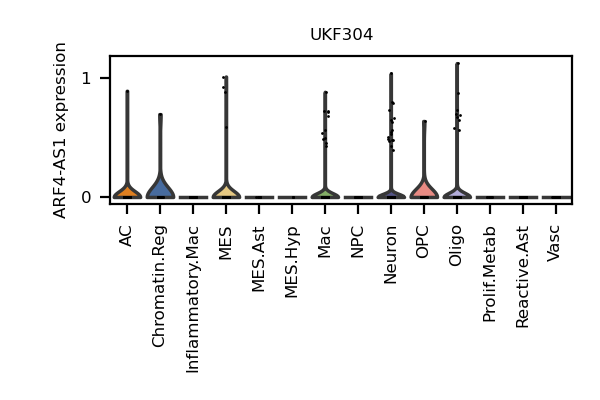 UKF304
ARF4-AS1 expression
1
0
AC
Chromatin.Reg
Inflammatory.Mac
MES
MES.Ast
MES.Hyp
Mac
NPC
Neuron
OPC
Oligo
Prolif.Metab
Reactive.Ast
Vasc